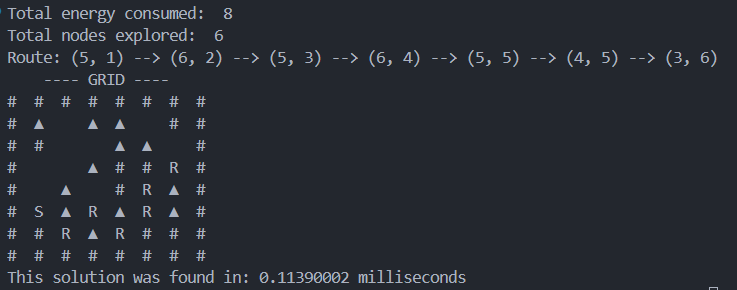 Total energy consumed:  8
Total nodes explored:  6
Route: (5, 1) --> (6, 2) --> (5, 3) --> (6, 4) --> (5, 5) --> (4, 5) --> (3, 6)
    ---- GRID ----
#  #  #  #  #  #  #  #
#  ▲     ▲  ▲     #  #
#  #        ▲  ▲     #
#        ▲  #  #  R  #
#     ▲     #  R  ▲  #
#  S  ▲  R  ▲  R  ▲  #
#  #  R  ▲  R  #  #  #
#  #  #  #  #  #  #  #
This solution was found in: 0.11390002 milliseconds